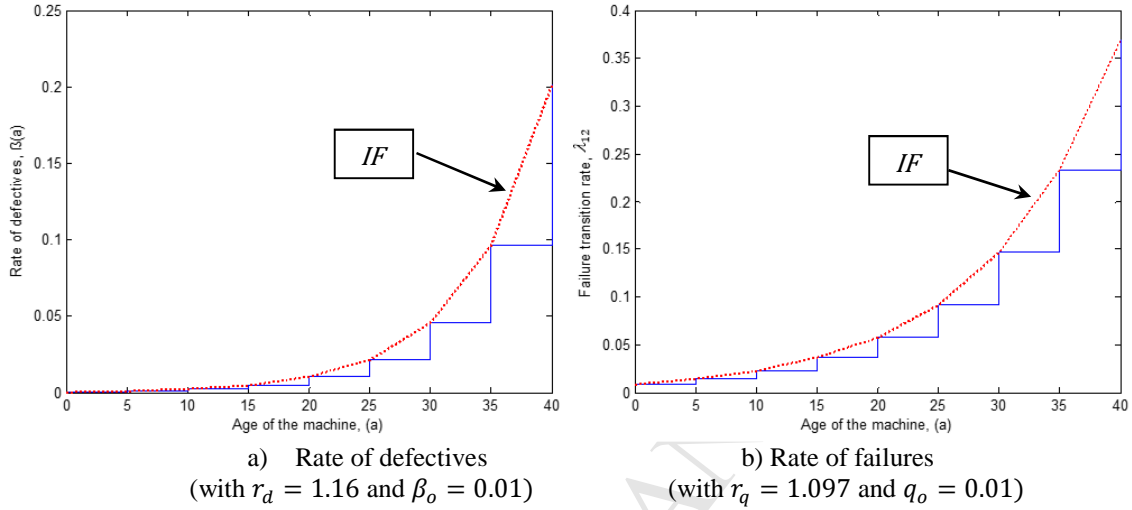 0.25
0.2
0.15
0.1
0.05
0
Rate of defectives, ß(a)
IF
0 5 10 15 20 25 30 35 40
Age of the machine, (a)
a) Rate of defectives
(with r_d = 1.16 and β_o = 0.01)
0.4
0.35
0.3
0.25
0.2
0.15
0.1
0.05
0
Failure transition rate, λ_12
IF
0 5 10 15 20 25 30 35 40
Age of the machine, (a)
b) Rate of failures
(with r_q = 1.097 and q_o = 0.01)